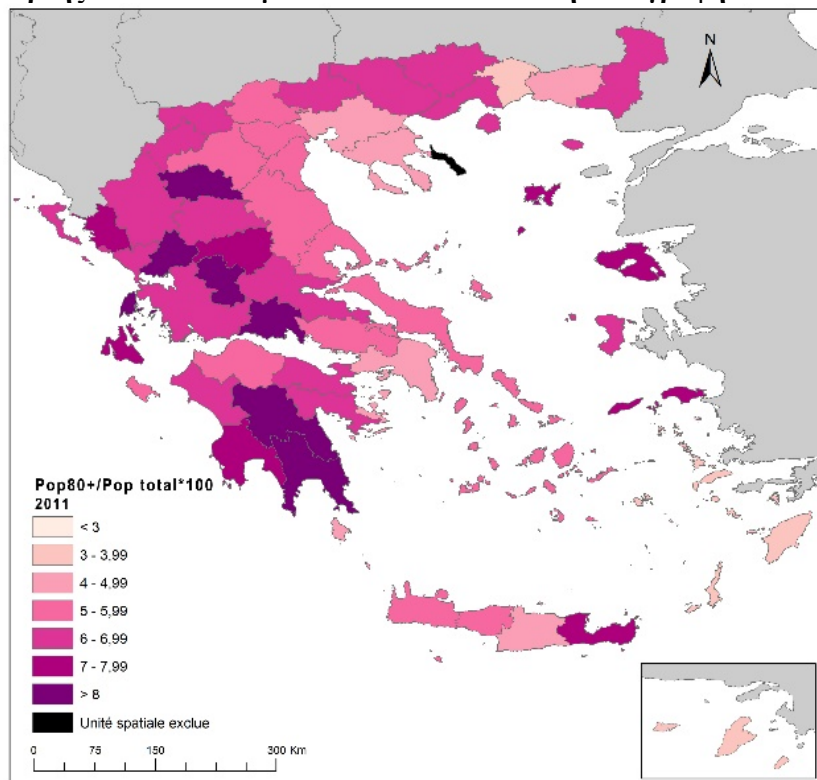 N
Pop80+/Pop total*100
2011
< 3
3 - 3.99
4 - 4.99
5 - 5,99
6 - 6.99
7 - 7.99
> 8
Unité spatiale exclue
0 75 150 300 Km